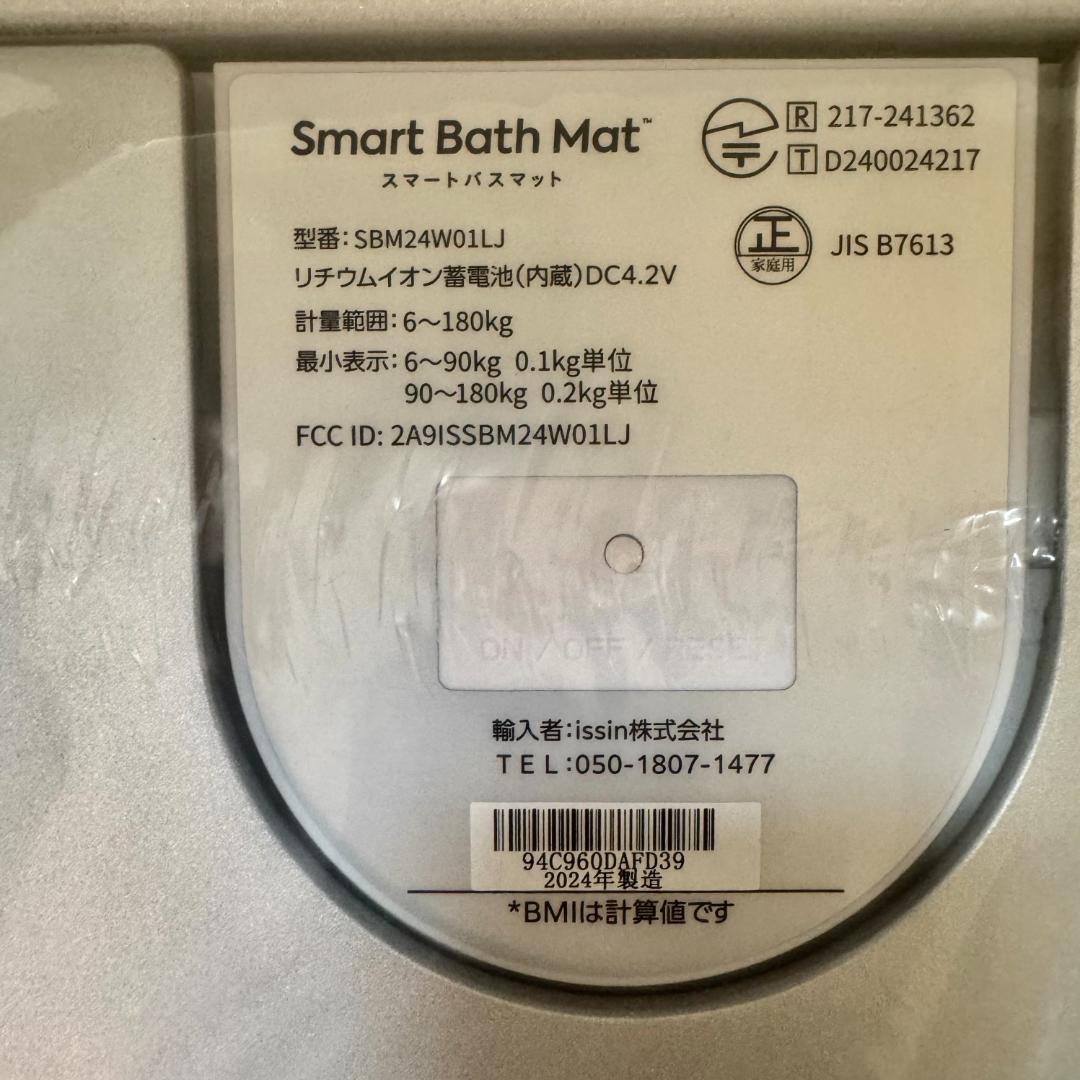 Smart Bath Mat™
スマートバスマット
R 217-241362
T D240024217
正
家庭用
JIS B7613
型番：SBM24W01LJ
リチウムイオン蓄電池（内蔵）DC4.2V
計量範囲：6～180kg
最小表示：6～90kg 0.1kg単位
90～180kg 0.2kg単位
FCC ID: 2A9ISSBM24W01LJ
ON / OFF / RESET
輸入者：issin株式会社
TEL：050-1807-1477
94C960DAFD39
2024年製造
*BMIは計算値です